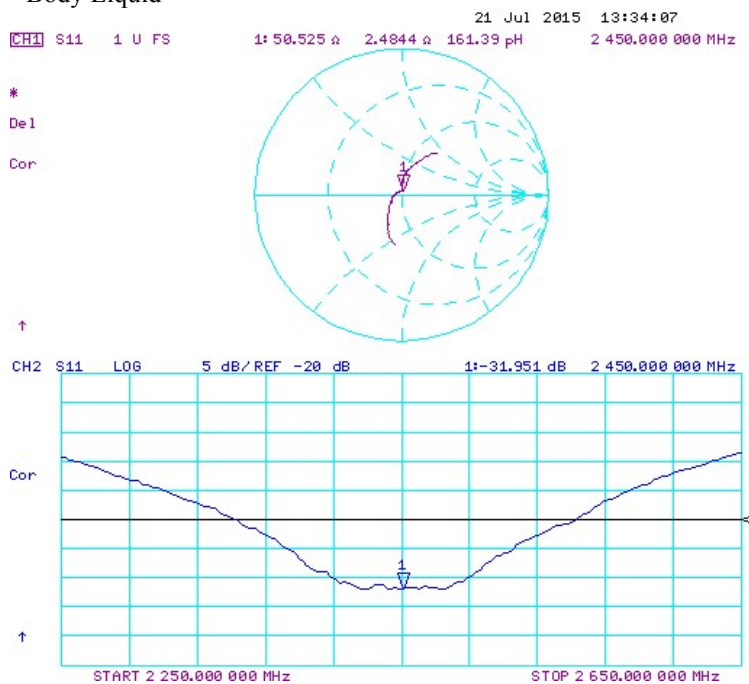 Body Liquid
21 Jul 2015 13:34:07
CH1 S11 1 U FS 1: 50.525 Ω 2.4844 Ω 161.39 pH 2 450.000 000 MHz
*
Del
Cor
1
↑
CH2 S11 LOG 5 dB/REF -20 dB 1:-31.951 dB 2 450.000 000 MHz
Cor
1
↑
START 2 250.000 000 MHz STOP 2 650.000 000 MHz